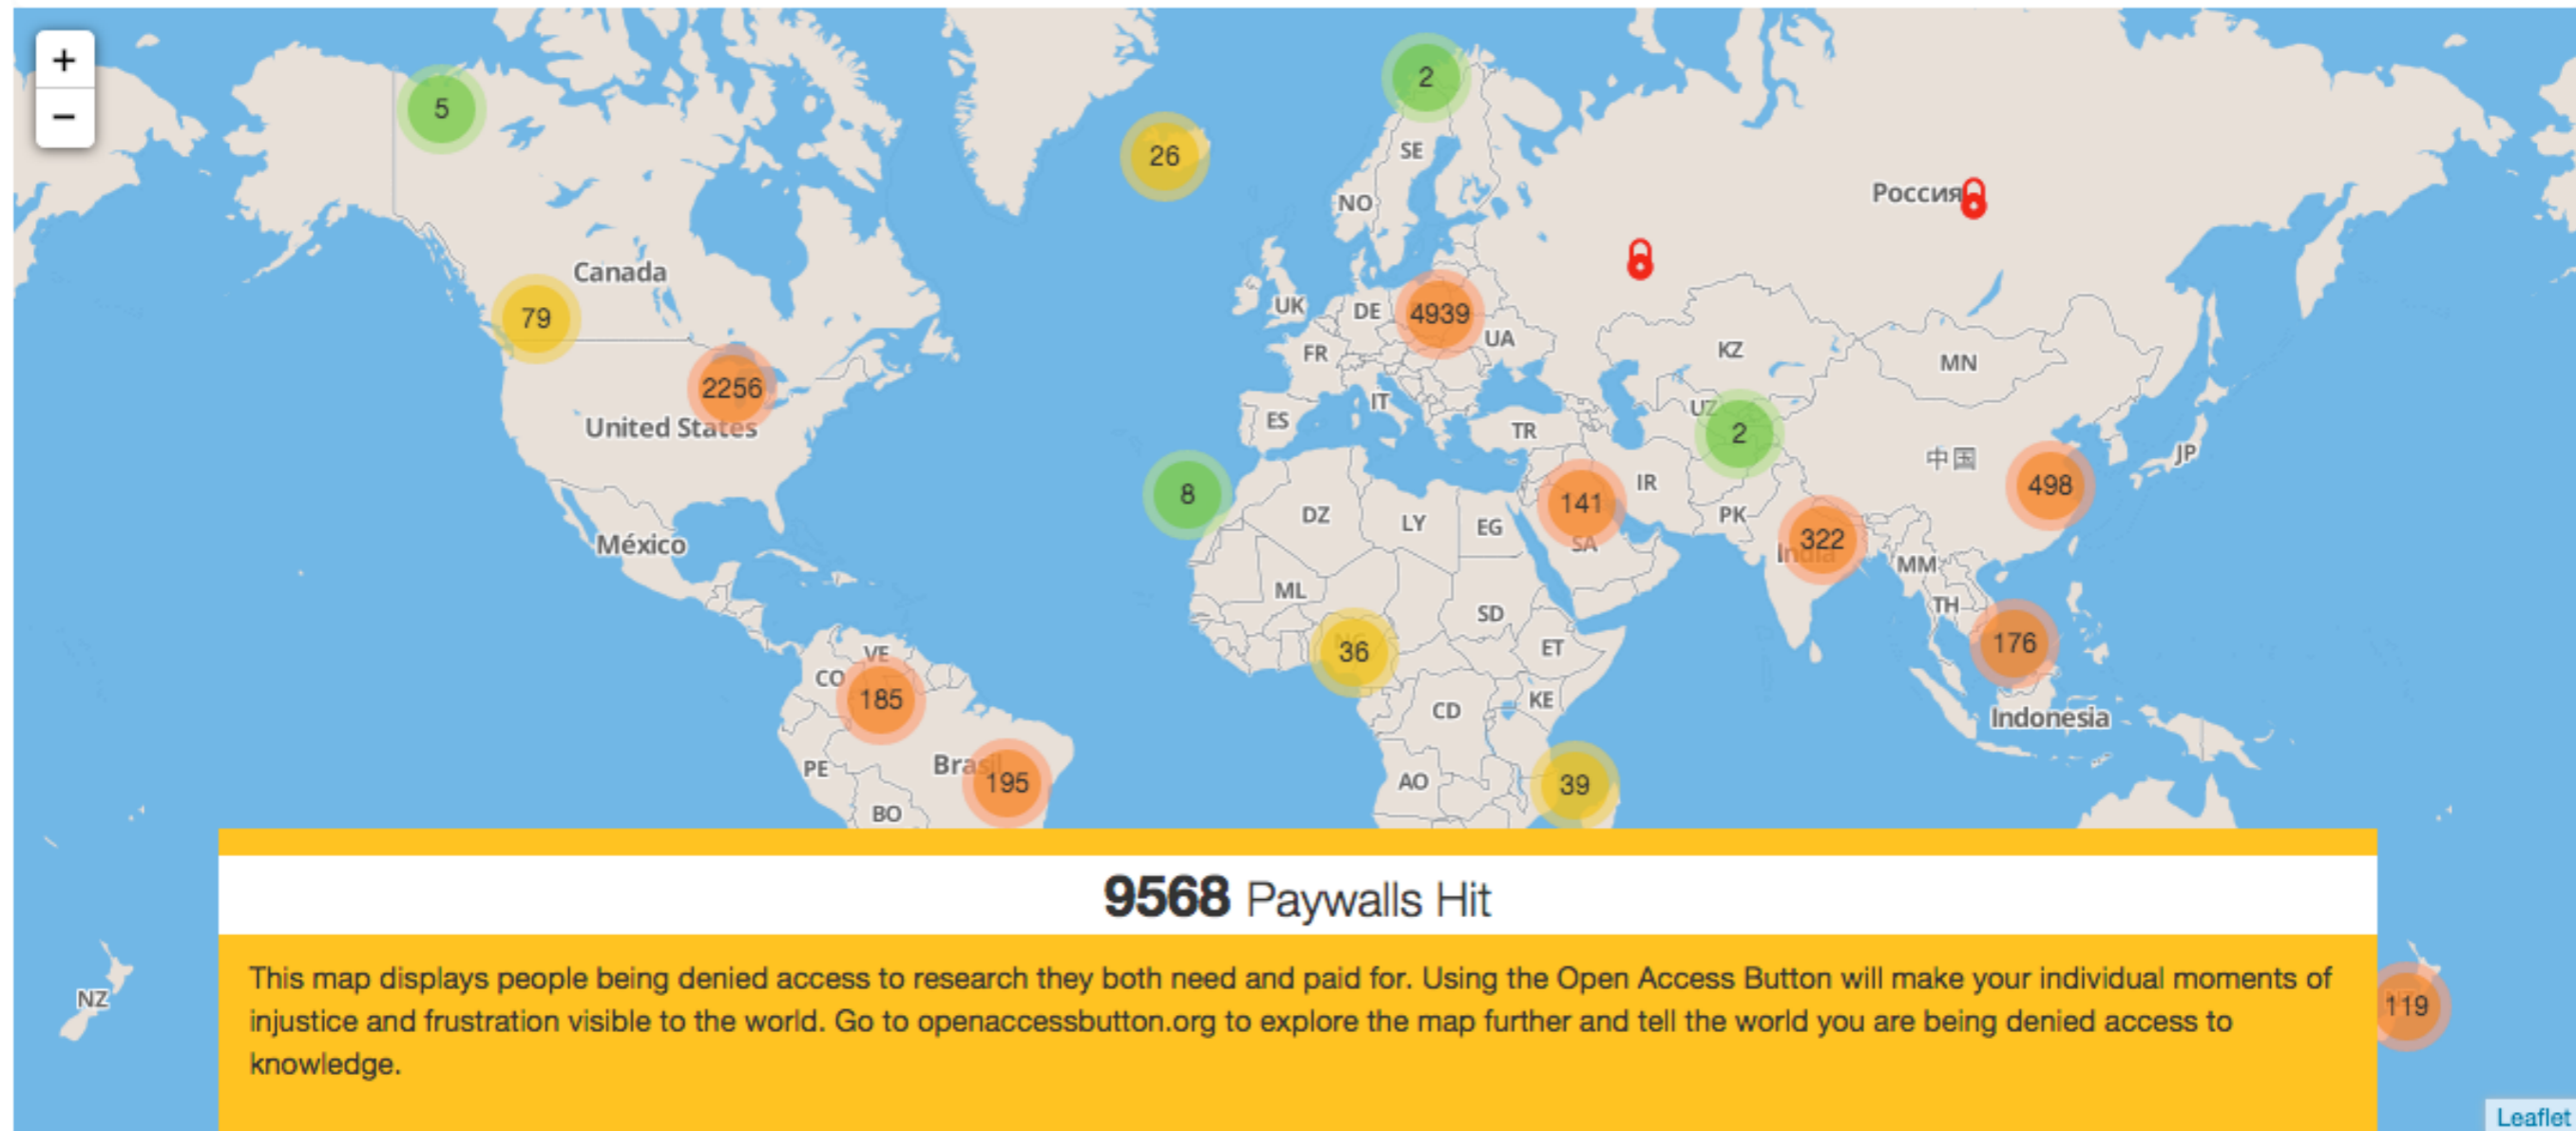 +
−
5
2
26
SE
Россия
NO
Canada
79
UK
DE
4939
UA
FR
KZ
MN
2256
IT
UZ
United States
ES
TR
2
中国
JP
8
141
IR
498
DZ
LY
EG
PK
México
SA
322
India
MM
ML
TH
SD
36
NG
ET
176
VE
CO
185
KE
CD
Indonesia
PE
Brasil
195
AO
39
BO
9568 Paywalls Hit
This map displays people being denied access to research they both need and paid for. Using the Open Access Button will make your individual moments of
injustice and frustration visible to the world. Go to openaccessbutton.org to explore the map further and tell the world you are being denied access to
knowledge.
NZ
119
Leaflet